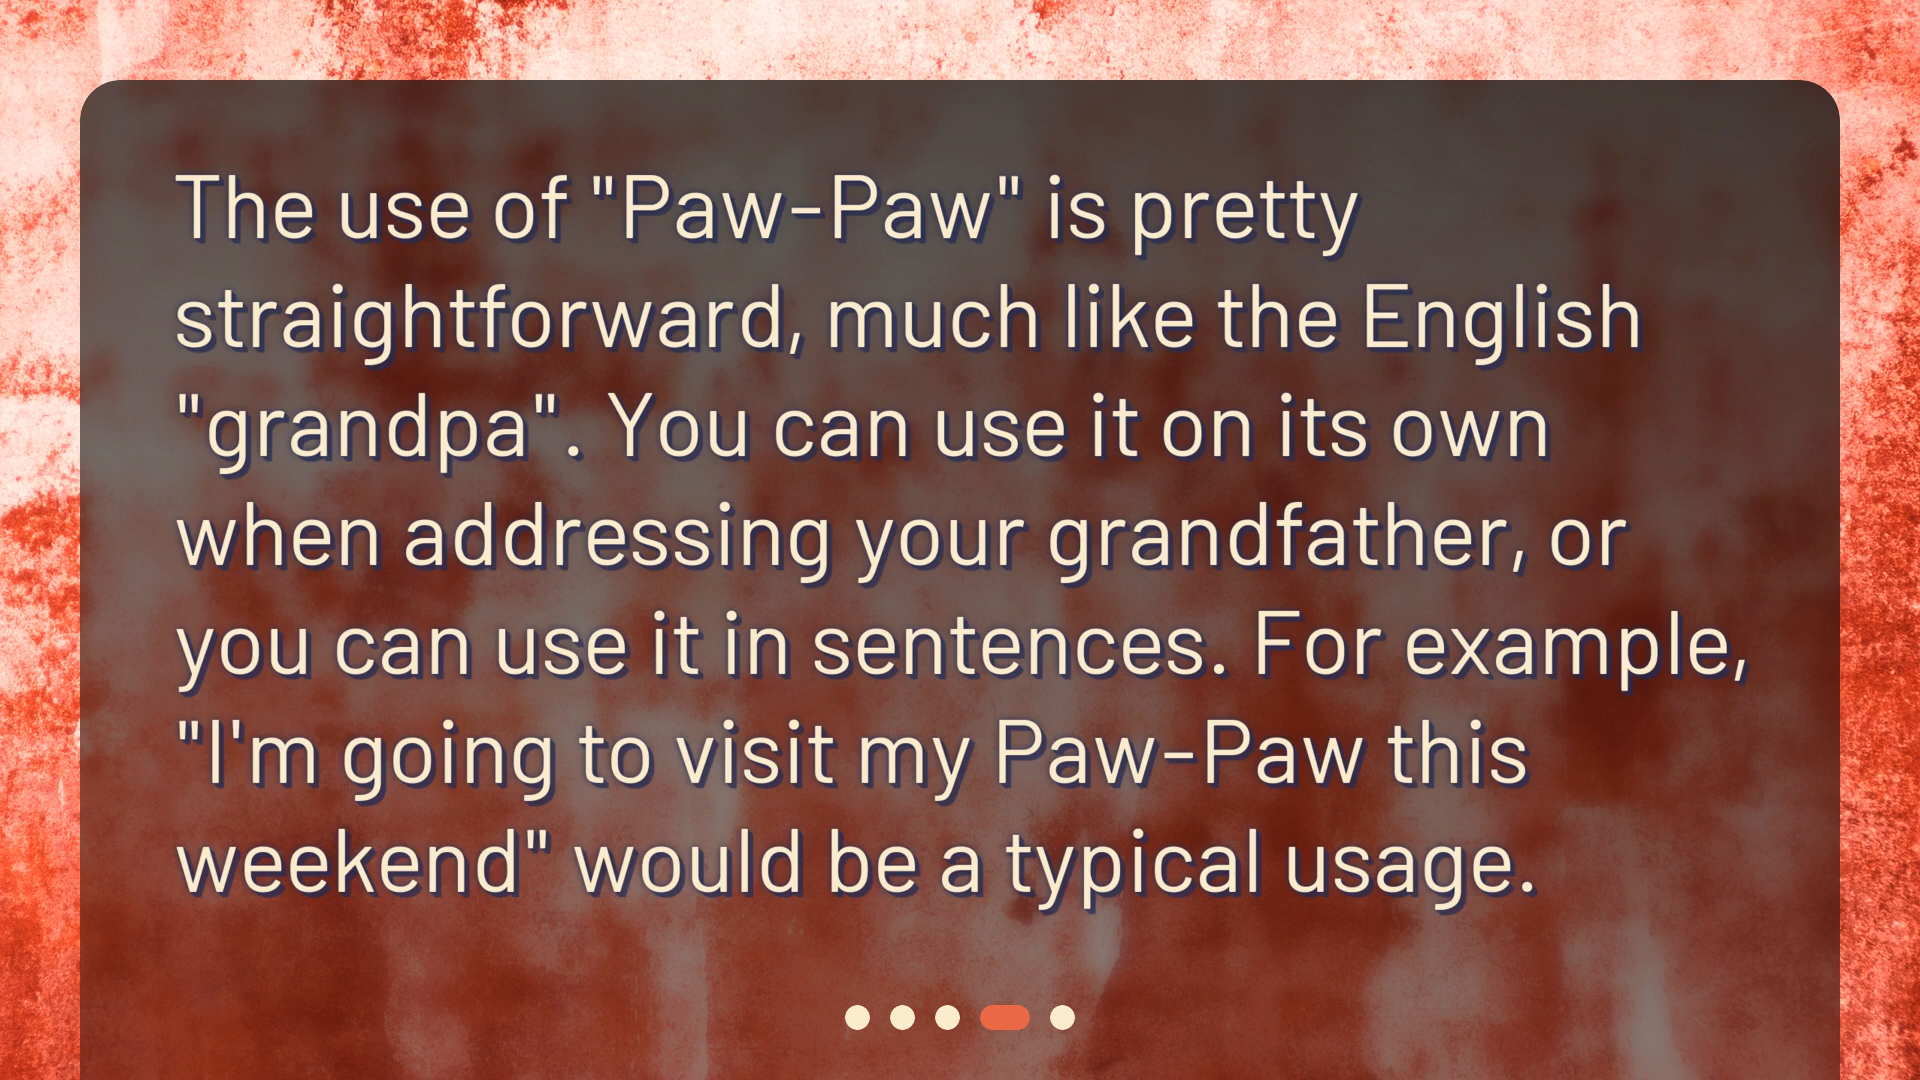 The use of "Paw-Paw" is pretty
straightforward, much like the English
"grandpa". You can use it on its own
when addressing your grandfather, or
you can use it in sentences. For example,
"I'm going to visit my Paw-Paw this
weekend" would be a typical usage.